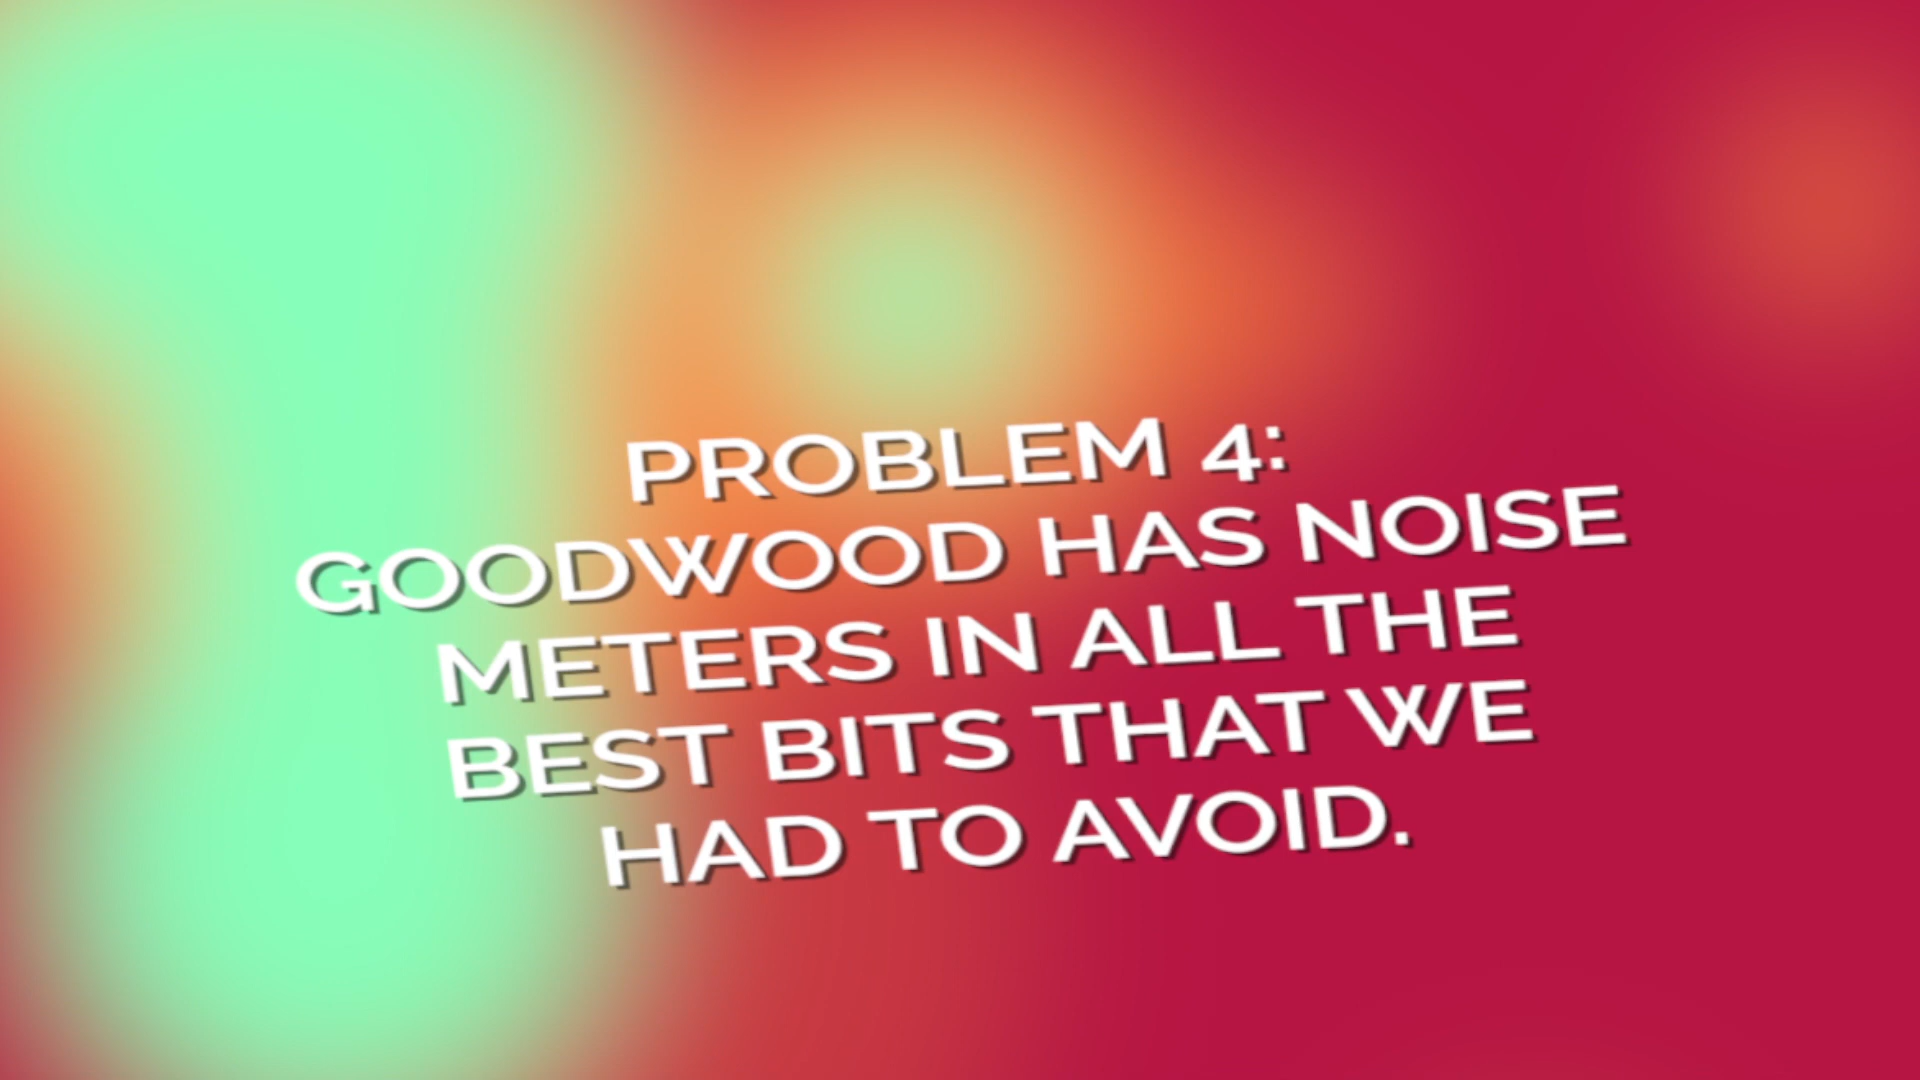 PROBLEM 4:
GOODWOOD HAS NOISE
METERS IN ALL THE
BEST BITS THAT WE
HAD TO AVOID.